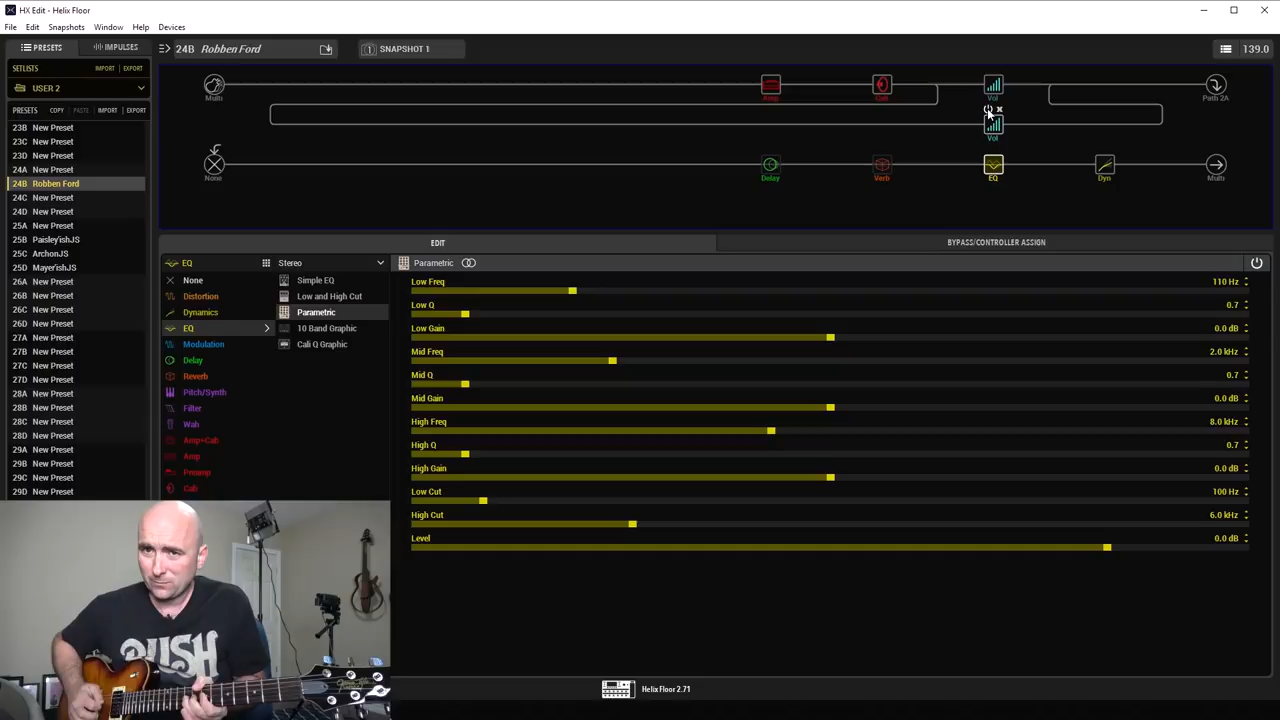 HX Edit - Helix Floor
File Edit Snapshots Window Help Devices
PRESETS IMPULSES
24B Robben Ford
1 SNAPSHOT 1
139.0
SETLISTS IMPORT EXPORT
USER 2
PRESETS COPY PASTE IMPORT EXPORT
23B New Preset
23C New Preset
23D New Preset
24A New Preset
24B Robben Ford
24C New Preset
24D New Preset
25A New Preset
25B Paisley'ishJS
25C ArchonJS
25D Mayer'ishJS
26A New Preset
26B New Preset
26C New Preset
26D New Preset
27A New Preset
27B New Preset
27C New Preset
27D New Preset
28A New Preset
28B New Preset
28C New Preset
28D New Preset
29A New Preset
29B New Preset
29C New Preset
29D New Preset
Multi Amp Cab Vol Path 2A
Vol
None Delay Verb EQ Dyn Multi
EDIT BYPASS/CONTROLLER ASSIGN
EQ Stereo
None
Distortion
Dynamics
EQ
Modulation
Delay
Reverb
Pitch/Synth
Filter
Wah
Amp+Cab
Amp
Preamp
Cab
Simple EQ
Low and High Cut
Parametric
10 Band Graphic
Cali Q Graphic
Parametric
Low Freq 110 Hz
Low Q 0.7
Low Gain 0.0 dB
Mid Freq 2.0 kHz
Mid Q 0.7
Mid Gain 0.0 dB
High Freq 8.0 kHz
High Q 0.7
High Gain 0.0 dB
Low Cut 100 Hz
High Cut 6.0 kHz
Level 0.0 dB
RUSH
Helix Floor 2.71